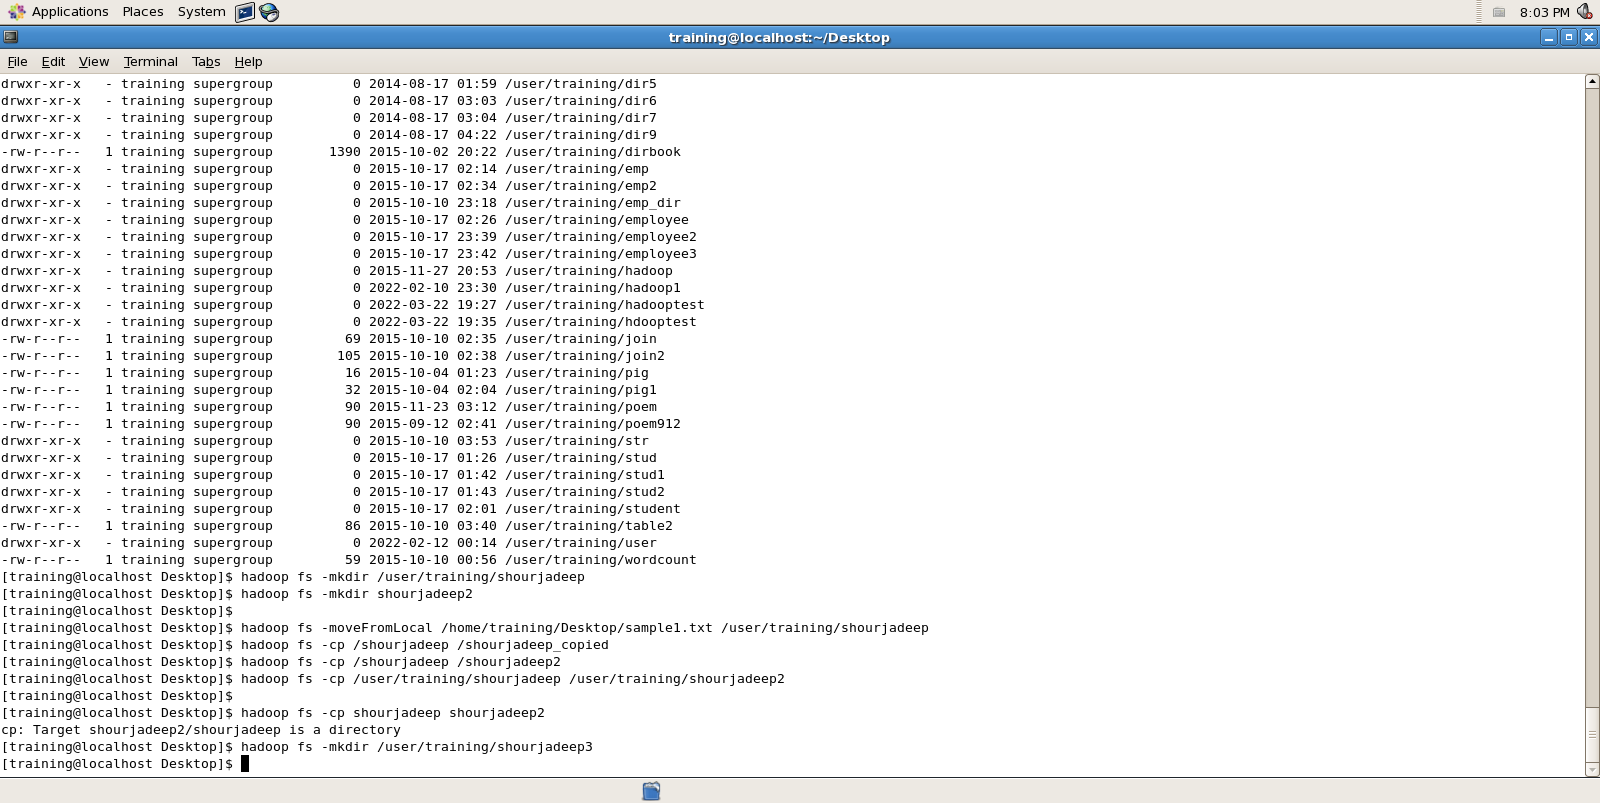 Applications Places System 8:03 PM
training@localhost:~/Desktop
File Edit View Terminal Tabs Help
drwxr-xr-x   - training supergroup          0 2014-08-17 01:59 /user/training/dir5
drwxr-xr-x   - training supergroup          0 2014-08-17 03:03 /user/training/dir6
drwxr-xr-x   - training supergroup          0 2014-08-17 03:04 /user/training/dir7
drwxr-xr-x   - training supergroup          0 2014-08-17 04:22 /user/training/dir9
-rw-r--r--   1 training supergroup       1390 2015-10-02 20:22 /user/training/dirbook
drwxr-xr-x   - training supergroup          0 2015-10-17 02:14 /user/training/emp
drwxr-xr-x   - training supergroup          0 2015-10-17 02:34 /user/training/emp2
drwxr-xr-x   - training supergroup          0 2015-10-10 23:18 /user/training/emp_dir
drwxr-xr-x   - training supergroup          0 2015-10-17 02:26 /user/training/employee
drwxr-xr-x   - training supergroup          0 2015-10-17 23:39 /user/training/employee2
drwxr-xr-x   - training supergroup          0 2015-10-17 23:42 /user/training/employee3
drwxr-xr-x   - training supergroup          0 2015-11-27 20:53 /user/training/hadoop
drwxr-xr-x   - training supergroup          0 2022-02-10 23:30 /user/training/hadoop1
drwxr-xr-x   - training supergroup          0 2022-03-22 19:27 /user/training/hadooptest
drwxr-xr-x   - training supergroup          0 2022-03-22 19:35 /user/training/hdooptest
-rw-r--r--   1 training supergroup         69 2015-10-10 02:35 /user/training/join
-rw-r--r--   1 training supergroup        105 2015-10-10 02:38 /user/training/join2
-rw-r--r--   1 training supergroup         16 2015-10-04 01:23 /user/training/pig
-rw-r--r--   1 training supergroup         32 2015-10-04 02:04 /user/training/pig1
-rw-r--r--   1 training supergroup         90 2015-11-23 03:12 /user/training/poem
-rw-r--r--   1 training supergroup         90 2015-09-12 02:41 /user/training/poem912
drwxr-xr-x   - training supergroup          0 2015-10-10 03:53 /user/training/str
drwxr-xr-x   - training supergroup          0 2015-10-17 01:26 /user/training/stud
drwxr-xr-x   - training supergroup          0 2015-10-17 01:42 /user/training/stud1
drwxr-xr-x   - training supergroup          0 2015-10-17 01:43 /user/training/stud2
drwxr-xr-x   - training supergroup          0 2015-10-17 02:01 /user/training/student
-rw-r--r--   1 training supergroup         86 2015-10-10 03:40 /user/training/table2
drwxr-xr-x   - training supergroup          0 2022-02-12 00:14 /user/training/user
-rw-r--r--   1 training supergroup         59 2015-10-10 00:56 /user/training/wordcount
[training@localhost Desktop]$ hadoop fs -mkdir /user/training/shourjadeep
[training@localhost Desktop]$ hadoop fs -mkdir shourjadeep2
[training@localhost Desktop]$
[training@localhost Desktop]$ hadoop fs -moveFromLocal /home/training/Desktop/sample1.txt /user/training/shourjadeep
[training@localhost Desktop]$ hadoop fs -cp /shourjadeep /shourjadeep_copied
[training@localhost Desktop]$ hadoop fs -cp /shourjadeep /shourjadeep2
[training@localhost Desktop]$ hadoop fs -cp /user/training/shourjadeep /user/training/shourjadeep2
[training@localhost Desktop]$
[training@localhost Desktop]$ hadoop fs -cp shourjadeep shourjadeep2
cp: Target shourjadeep2/shourjadeep is a directory
[training@localhost Desktop]$ hadoop fs -mkdir /user/training/shourjadeep3
[training@localhost Desktop]$